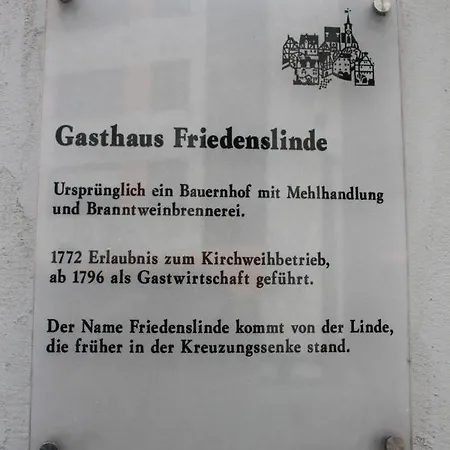 Gasthaus Friedenslinde
Ursprünglich ein Bauernhof mit Mehlhandlung
und Branntweinbrennerei.
1772 Erlaubnis zum Kirchweihbetrieb,
ab 1796 als Gastwirtschaft geführt.
Der Name Friedenslinde kommt von der Linde,
die früher in der Kreuzungssenke stand.